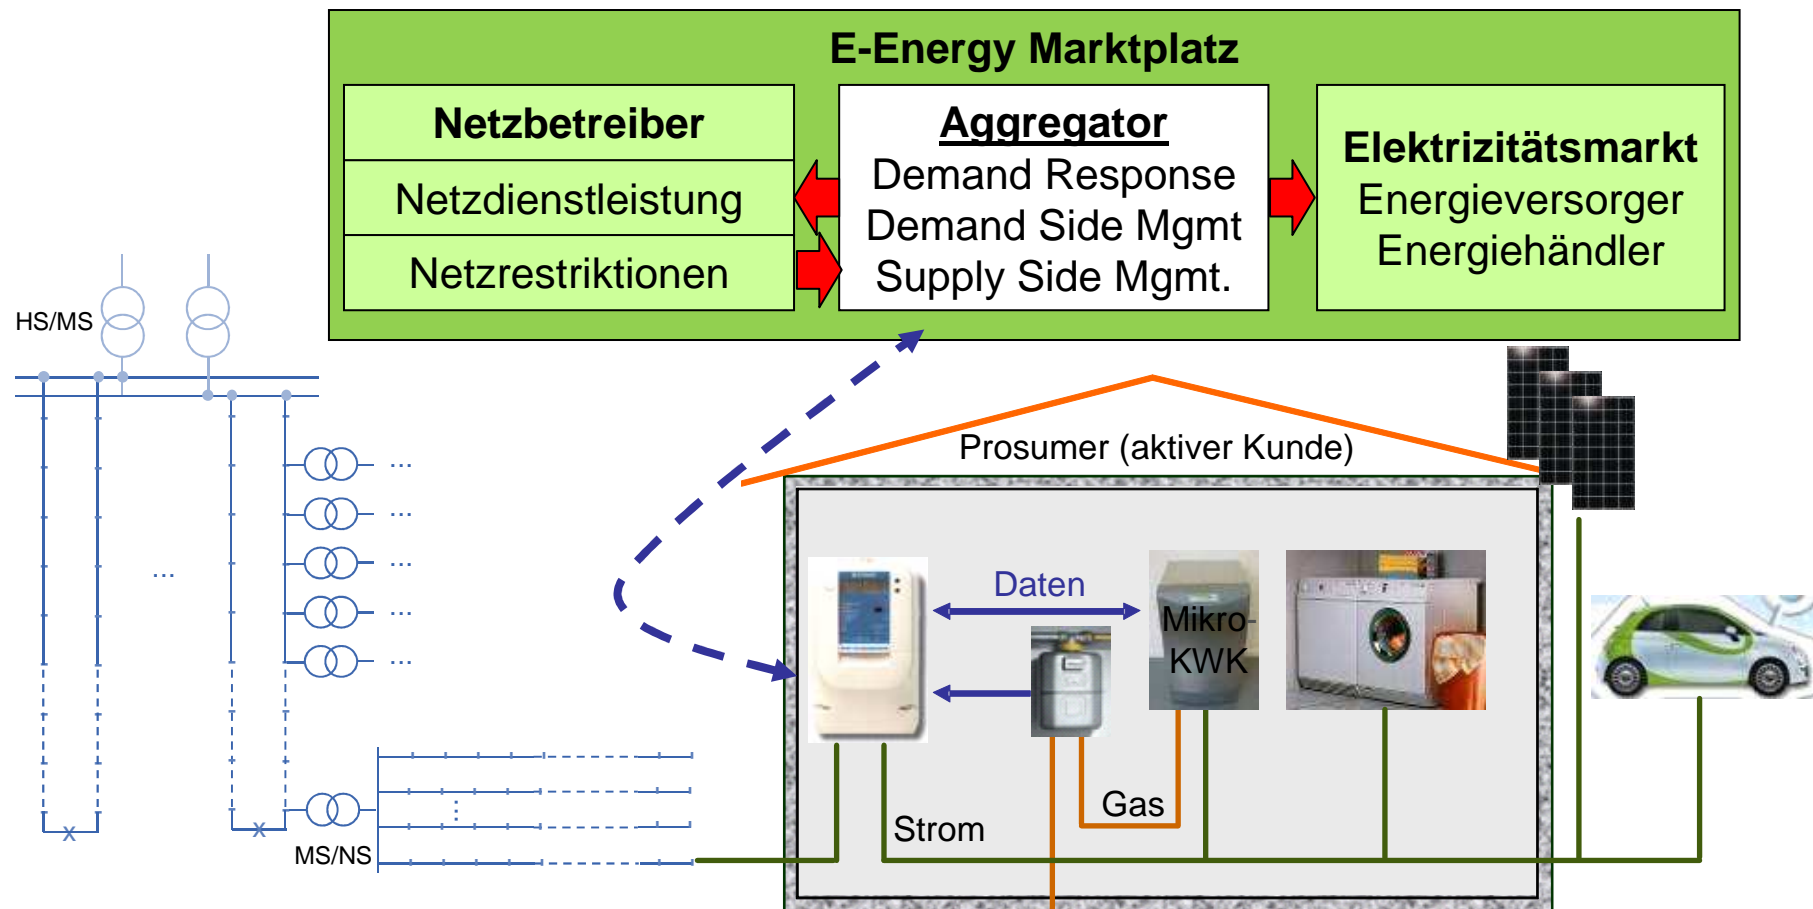 E-Energy Marktplatz
Netzbetreiber
Netzdienstleistung
Netzrestriktionen
Aggregator
Demand Response
Demand Side Mgmt
Supply Side Mgmt.
Elektrizitätsmarkt
Energieversorger
Energiehändler
HS/MS
...
...
...
...
...
...
MS/NS
Prosumer (aktiver Kunde)
Daten
Mikro-
KWK
Gas
Strom